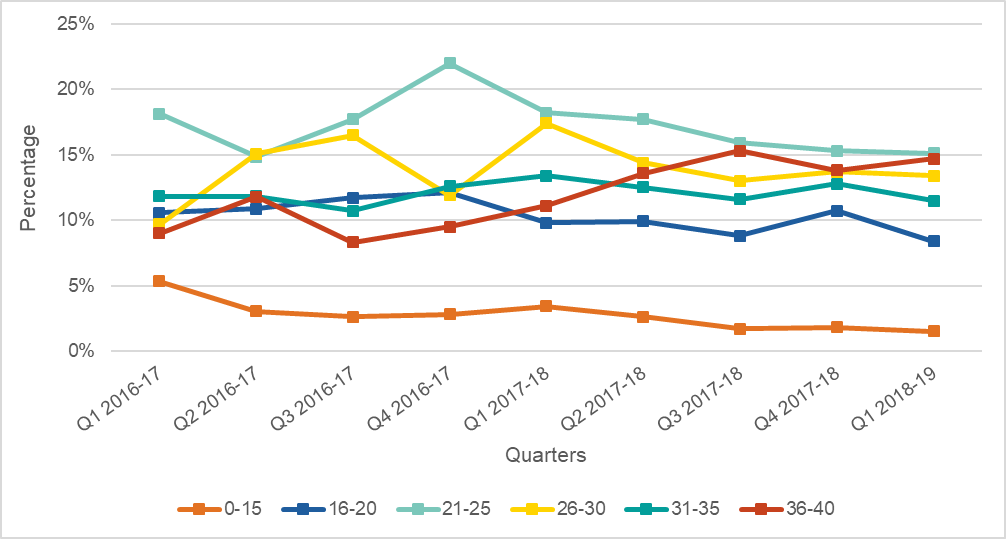 25%
20%
15%
10%
5%
0%
Percentage
Q1 2016-17
Q2 2016-17
Q3 2016-17
Q4 2016-17
Q1 2017-18
Q2 2017-18
Q3 2017-18
Q4 2017-18
Q1 2018-19
Quarters
0-15 16-20 21-25 26-30 31-35 36-40